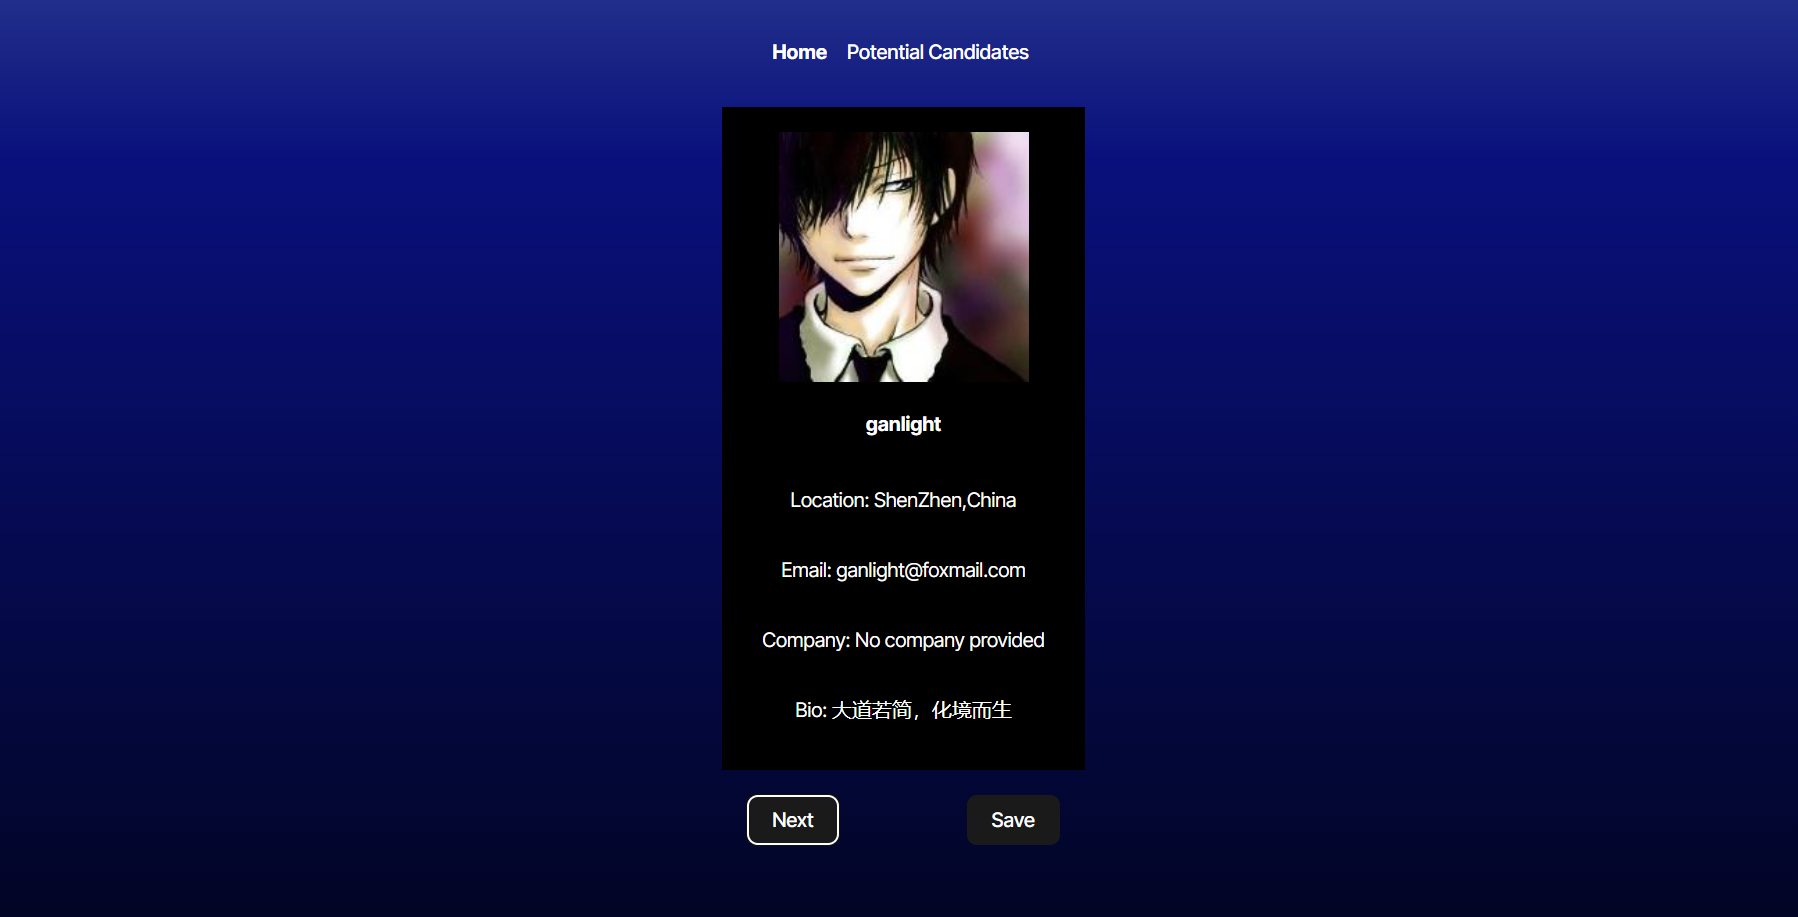 Home Potential Candidates
ganlight
Location: ShenZhen,China
Email: ganlight@foxmail.com
Company: No company provided
Bio: 大道若简，化境而生
Next Save